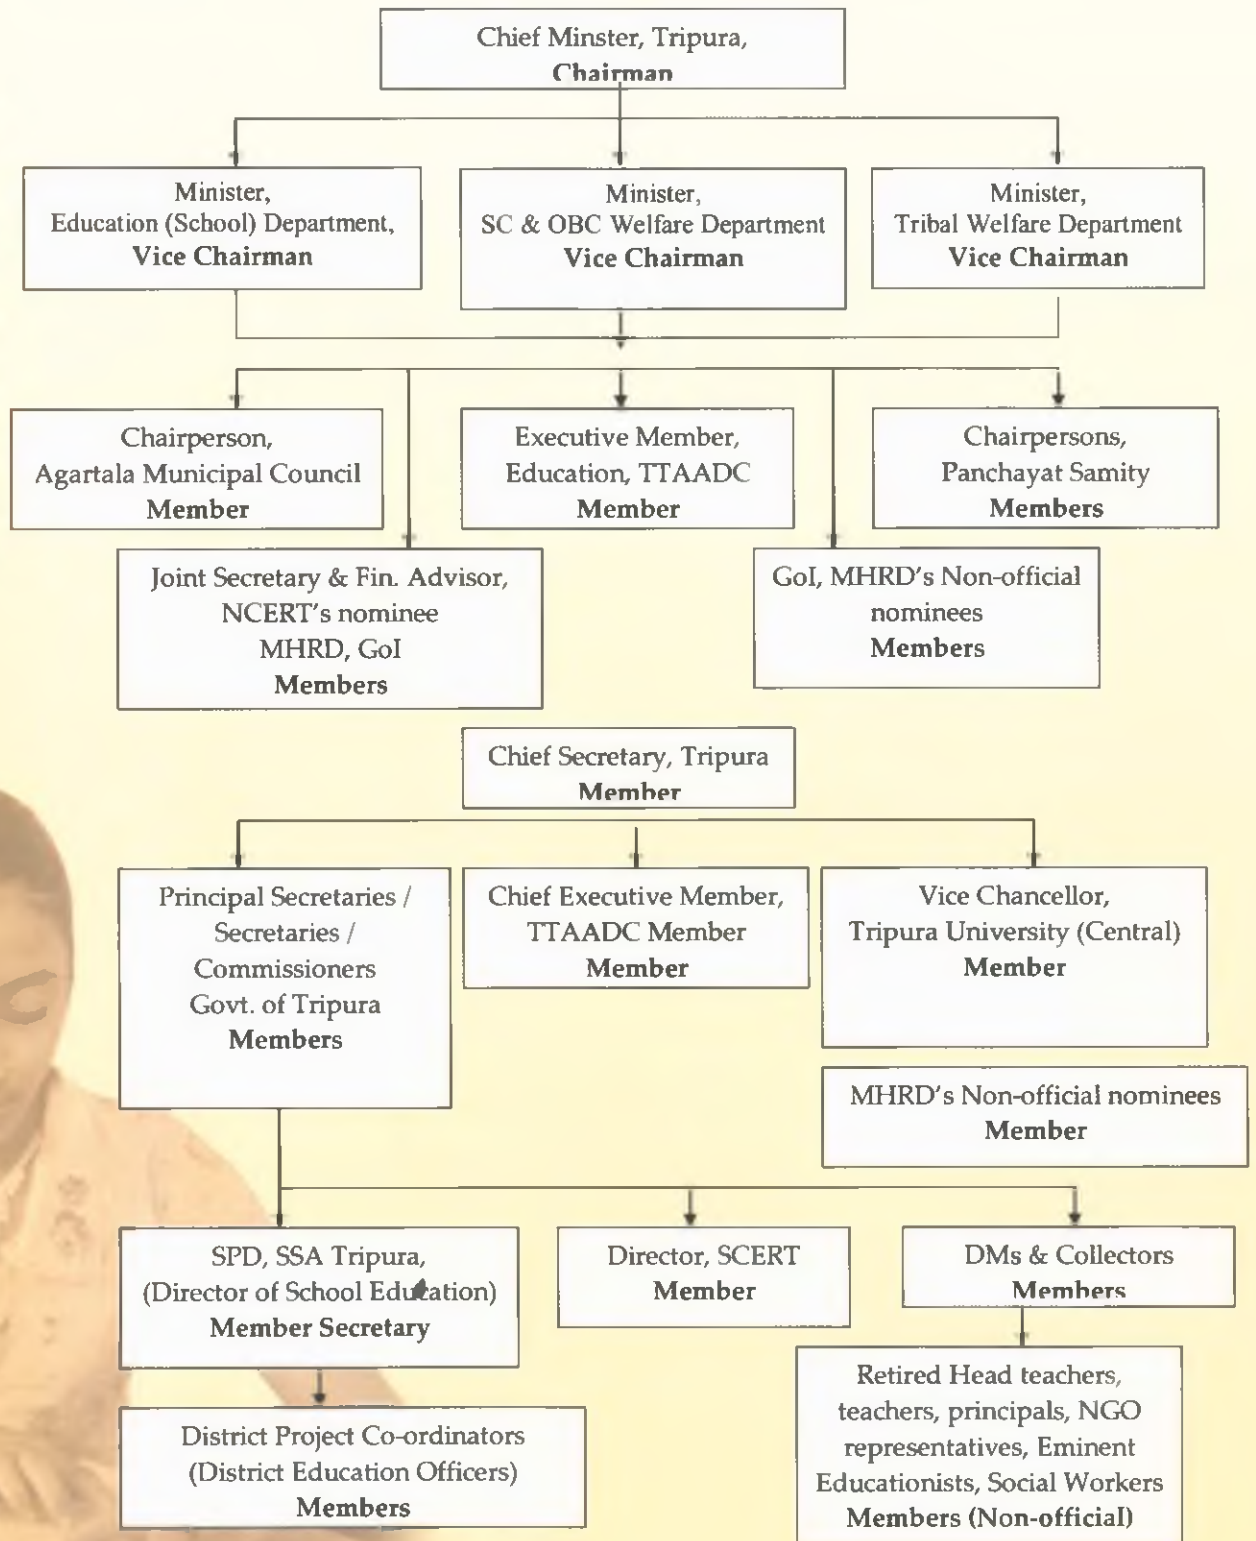 Chief Minster, Tripura,
Chairman
Minister,
Education (School) Department,
Vice Chairman
Minister,
SC & OBC Welfare Department
Vice Chairman
Minister,
Tribal Welfare Department
Vice Chairman
Chairperson,
Agartala Municipal Council
Member
Executive Member,
Education, TTAADC
Member
Chairpersons,
Panchayat Samity
Members
Joint Secretary & Fin. Advisor,
NCERT's nominee
MHRD, GoI
Members
GoI, MHRD's Non-official
nominees
Members
Chief Secretary, Tripura
Member
Principal Secretaries /
Secretaries /
Commissioners
Govt. of Tripura
Members
Chief Executive Member,
TTAADC Member
Member
Vice Chancellor,
Tripura University (Central)
Member
MHRD's Non-official nominees
Member
SPD, SSA Tripura,
(Director of School Education)
Member Secretary
Director, SCERT
Member
DMs & Collectors
Members
District Project Co-ordinators
(District Education Officers)
Members
Retired Head teachers,
teachers, principals, NGO
representatives, Eminent
Educationists, Social Workers
Members (Non-official)